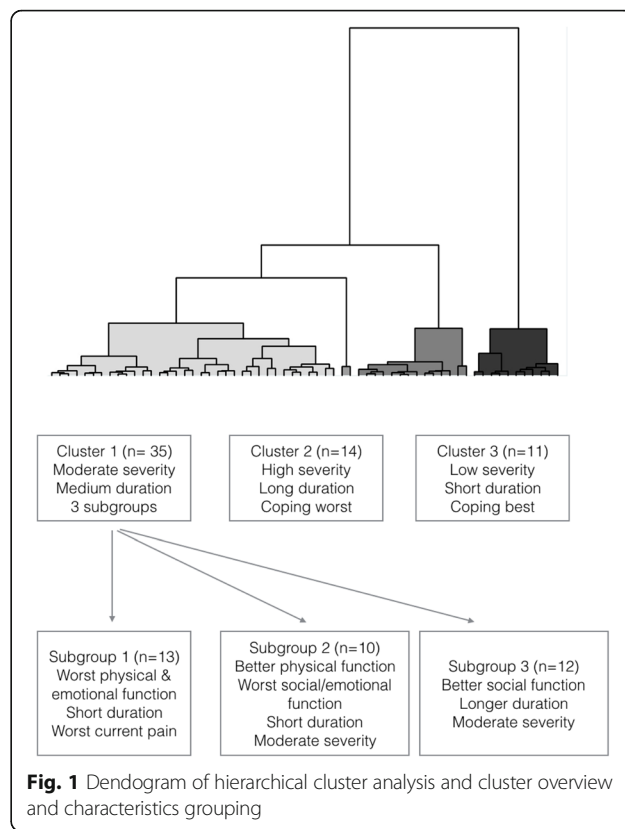 Cluster 1 (n= 35)
Moderate severity
Medium duration
3 subgroups
Cluster 2 (n=14)
High severity
Long duration
Coping worst
Cluster 3 (n=11)
Low severity
Short duration
Coping best
Subgroup 1 (n=13)
Worst physical &
emotional function
Short duration
Worst current pain
Subgroup 2 (n=10)
Better physical function
Worst social/emotional
function
Short duration
Moderate severity
Subgroup 3 (n=12)
Better social function
Longer duration
Moderate severity
Fig. 1 Dendogram of hierarchical cluster analysis and cluster overview
and characteristics grouping